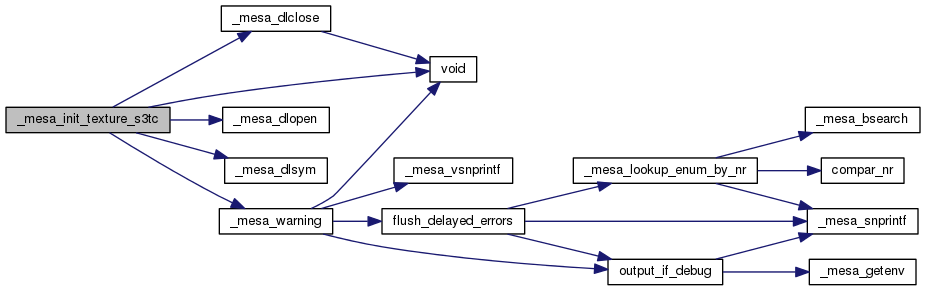 _mesa_dlclose
void
_mesa_init_texture_s3tc
_mesa_dlopen
_mesa_bsearch
_mesa_dlsym
_mesa_vsnprintf
_mesa_lookup_enum_by_nr
compar_nr
_mesa_warning
flush_delayed_errors
_mesa_snprintf
output_if_debug
_mesa_getenv